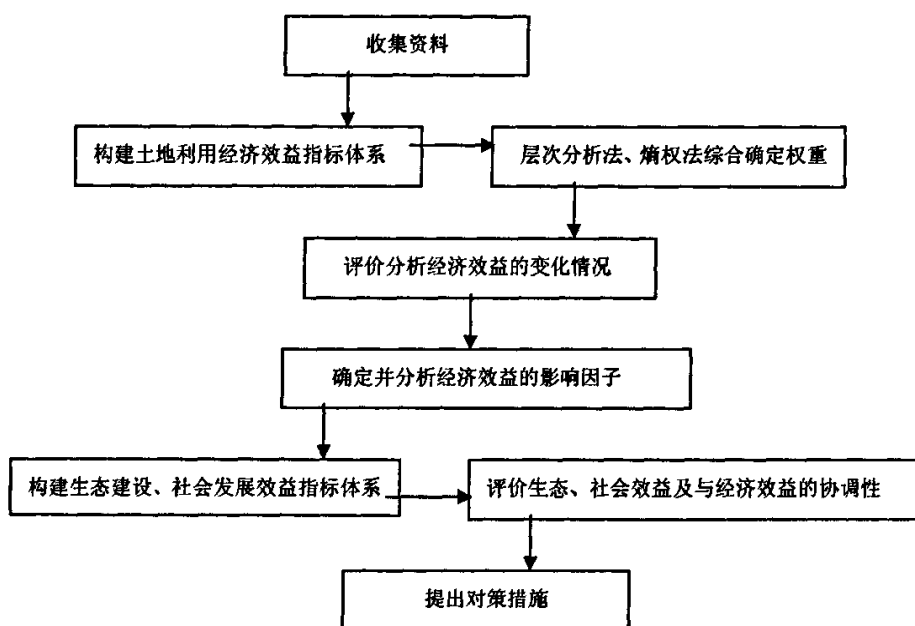 收集资料
构建土地利用经济效益指标体系
层次分析法、熵权法综合确定权重
评价分析经济效益的变化情况
确定并分析经济效益的影响因子
构建生态建设、社会发展效益指标体系
评价生态、社会效益及与经济效益的协调性
提出对策措施